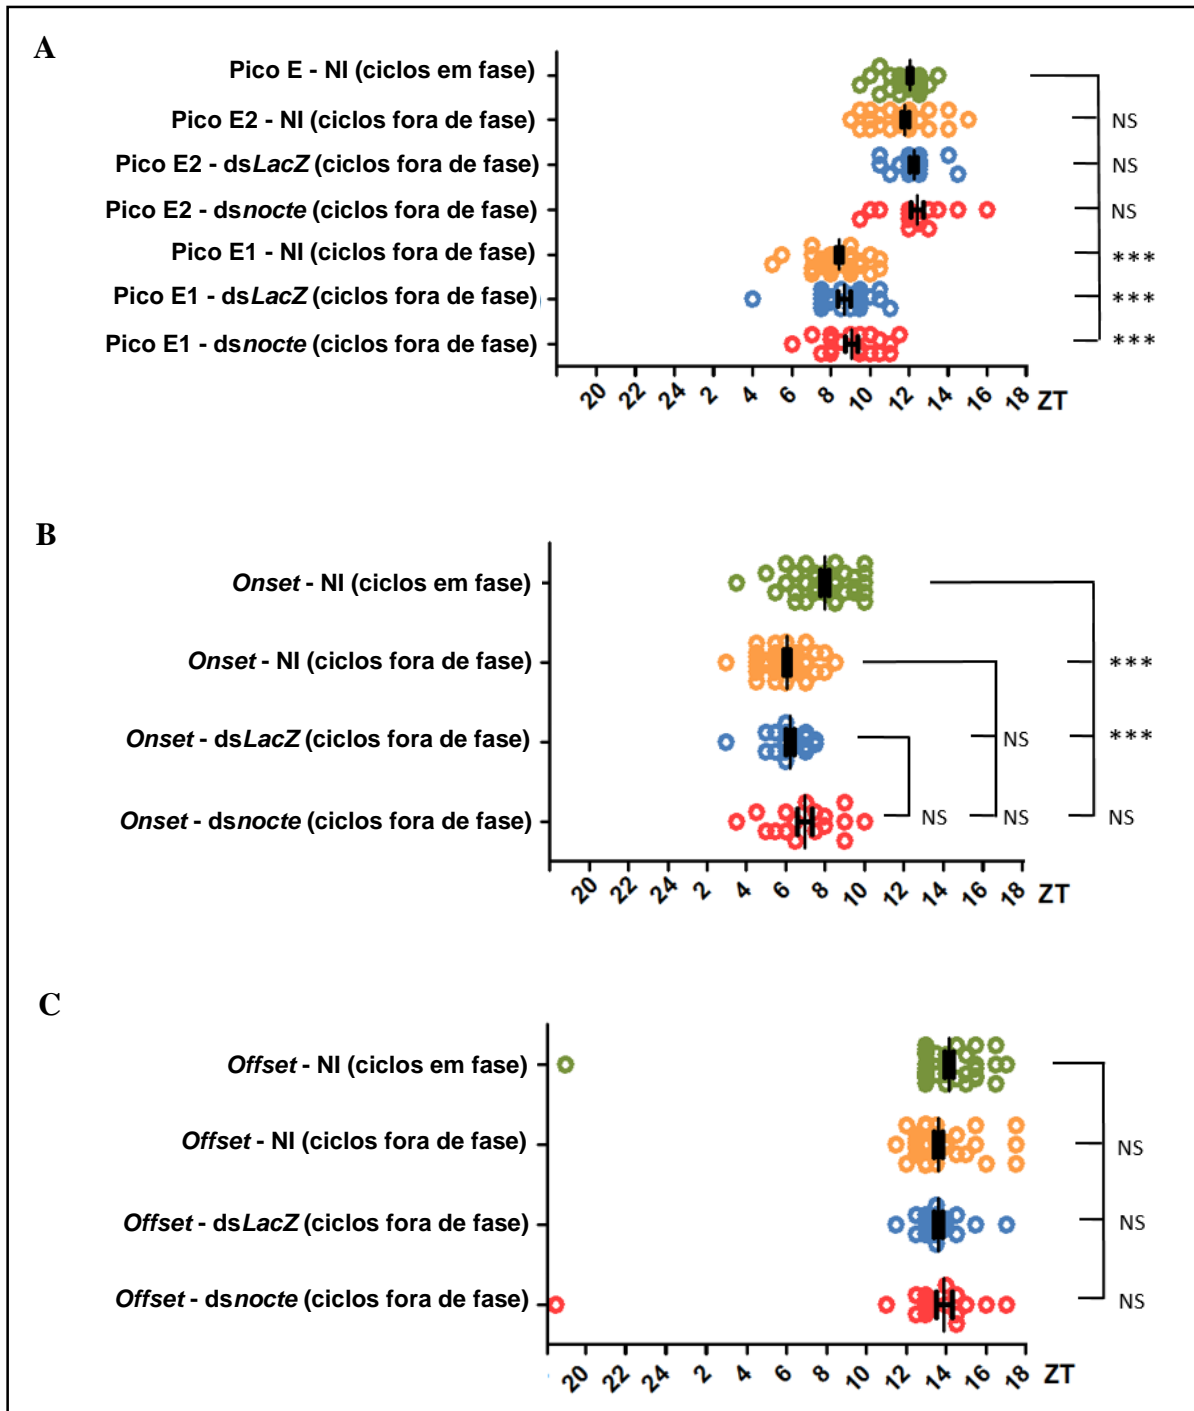 A
Pico E - NI (ciclos em fase)
Pico E2 - NI (ciclos fora de fase)
NS
Pico E2 - dsLacZ (ciclos fora de fase)
NS
Pico E2 - dsnocte (ciclos fora de fase)
NS
Pico E1 - NI (ciclos fora de fase)
***
Pico E1 - dsLacZ (ciclos fora de fase)
***
Pico E1 - dsnocte (ciclos fora de fase)
***
20 22 24 2 4 6 8 10 12 14 16 18 ZT
B
Onset - NI (ciclos em fase)
Onset - NI (ciclos fora de fase)
***
Onset - dsLacZ (ciclos fora de fase)
NS ***
Onset - dsnocte (ciclos fora de fase)
NS NS NS
20 22 24 2 4 6 8 10 12 14 16 18 ZT
C
Offset - NI (ciclos em fase)
Offset - NI (ciclos fora de fase)
NS
Offset - dsLacZ (ciclos fora de fase)
NS
Offset - dsnocte (ciclos fora de fase)
NS
20 22 24 2 4 6 8 10 12 14 16 18 ZT